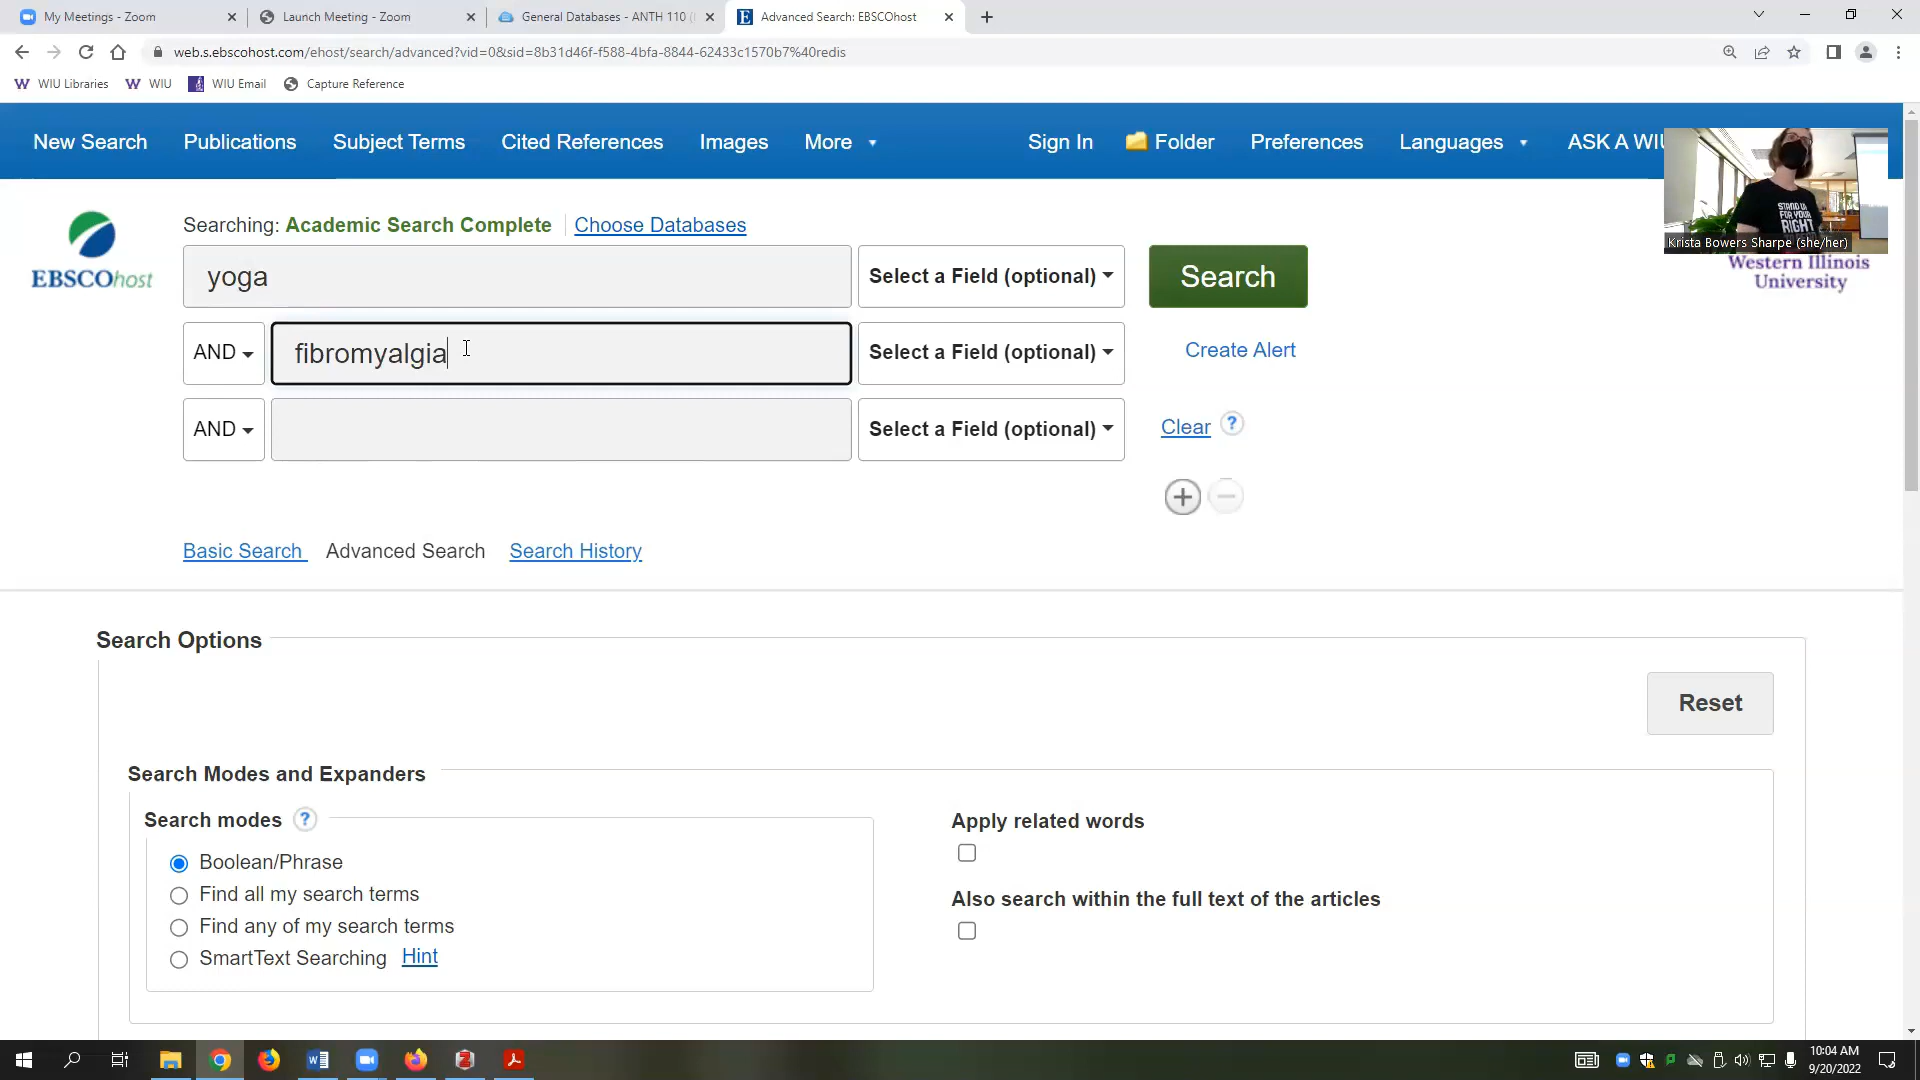 My Meetings - Zoom
Launch Meeting - Zoom
General Databases - ANTH 110 (
Advanced Search: EBSCOhost
web.s.ebscohost.com/ehost/search/advanced?vid=0&sid=8b31d46f-f588-4bfa-8844-62433c1570b7%40redis
WIU Libraries
WIU
WIU Email
Capture Reference
New Search
Publications
Subject Terms
Cited References
Images
More
Sign In
Folder
Preferences
Languages
ASK A WIU
STAND UP
FOR YOUR
RIGHT
Krista Bowers Sharpe (she/her)
Western Illinois
University
EBSCOhost
Searching: Academic Search Complete
Choose Databases
yoga
Select a Field (optional)
Search
AND
fibromyalgia
Select a Field (optional)
Create Alert
AND
Select a Field (optional)
Clear
?
Basic Search
Advanced Search
Search History
Search Options
Reset
Search Modes and Expanders
Search modes
?
Boolean/Phrase
Find all my search terms
Find any of my search terms
SmartText Searching
Hint
Apply related words
Also search within the full text of the articles
10:04 AM
9/20/2022